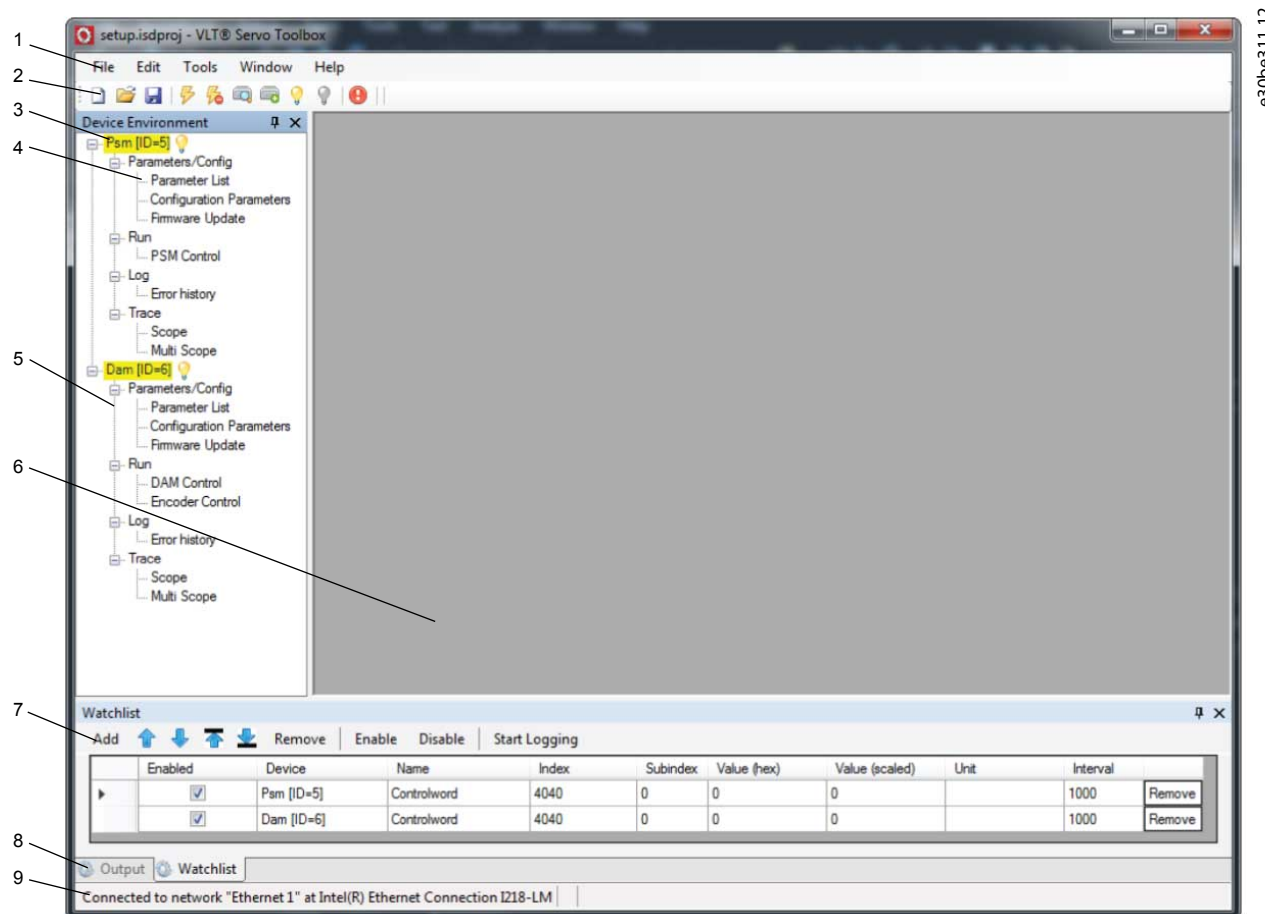 e30be311.12
setup.isdproj - VLT® Servo Toolbox
1
File Edit Tools Window Help
2
3
Device Environment
Psm [ID=5]
4
Parameters/Config
Parameter List
Configuration Parameters
Firmware Update
Run
PSM Control
Log
Error history
Trace
Scope
Multi Scope
5
Dam [ID=6]
Parameters/Config
Parameter List
Configuration Parameters
Firmware Update
6
Run
DAM Control
Encoder Control
Log
Error history
Trace
Scope
Multi Scope
7
Watchlist
Add Remove Enable Disable Start Logging
Enabled Device Name Index Subindex Value (hex) Value (scaled) Unit Interval
Psm [ID=5] Controlword 4040 0 0 0 1000 Remove
Dam [ID=6] Controlword 4040 0 0 0 1000 Remove
8
Output Watchlist
9
Connected to network "Ethernet 1" at Intel(R) Ethernet Connection I218-LM